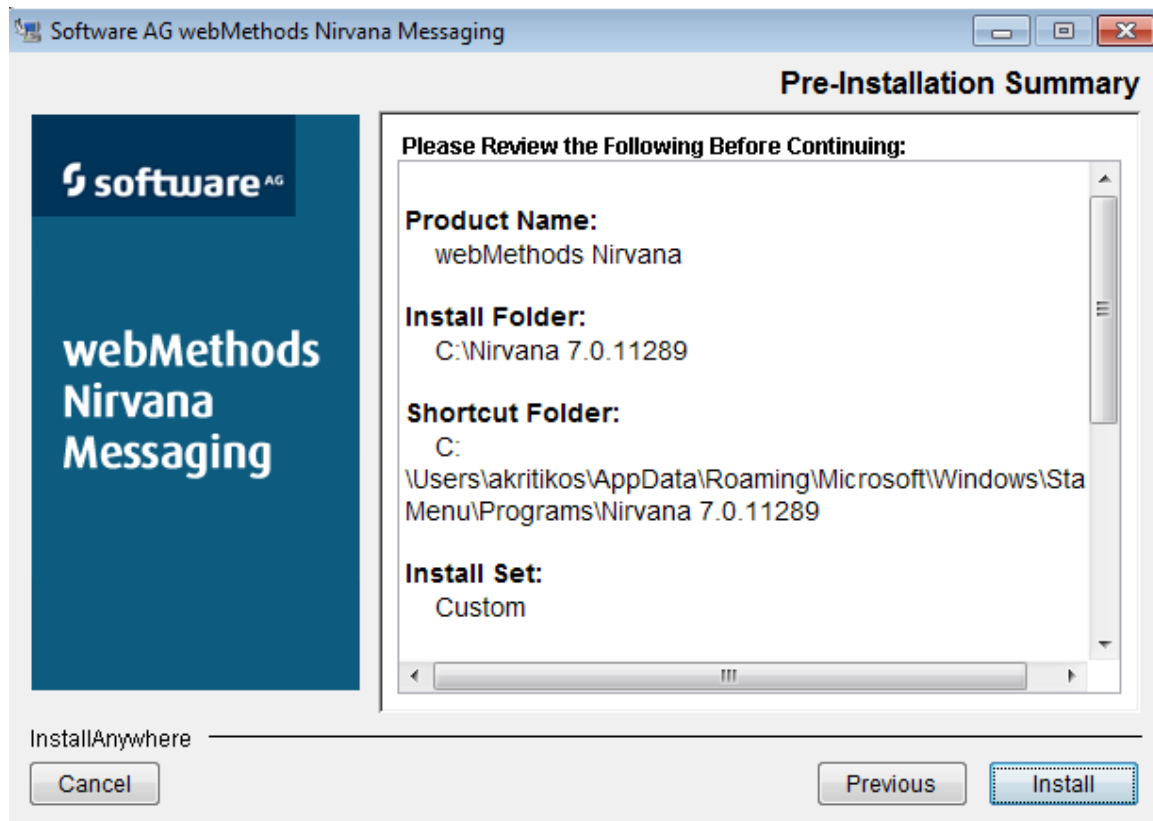 Software AG webMethods Nirvana Messaging
Pre-Installation Summary
software AG
webMethods
Nirvana
Messaging
Please Review the Following Before Continuing:
Product Name:
webMethods Nirvana
Install Folder:
C:\Nirvana 7.0.11289
Shortcut Folder:
C:
\Users\akritikos\AppData\Roaming\Microsoft\Windows\Sta
Menu\Programs\Nirvana 7.0.11289
Install Set:
Custom
InstallAnywhere
Cancel
Previous
Install